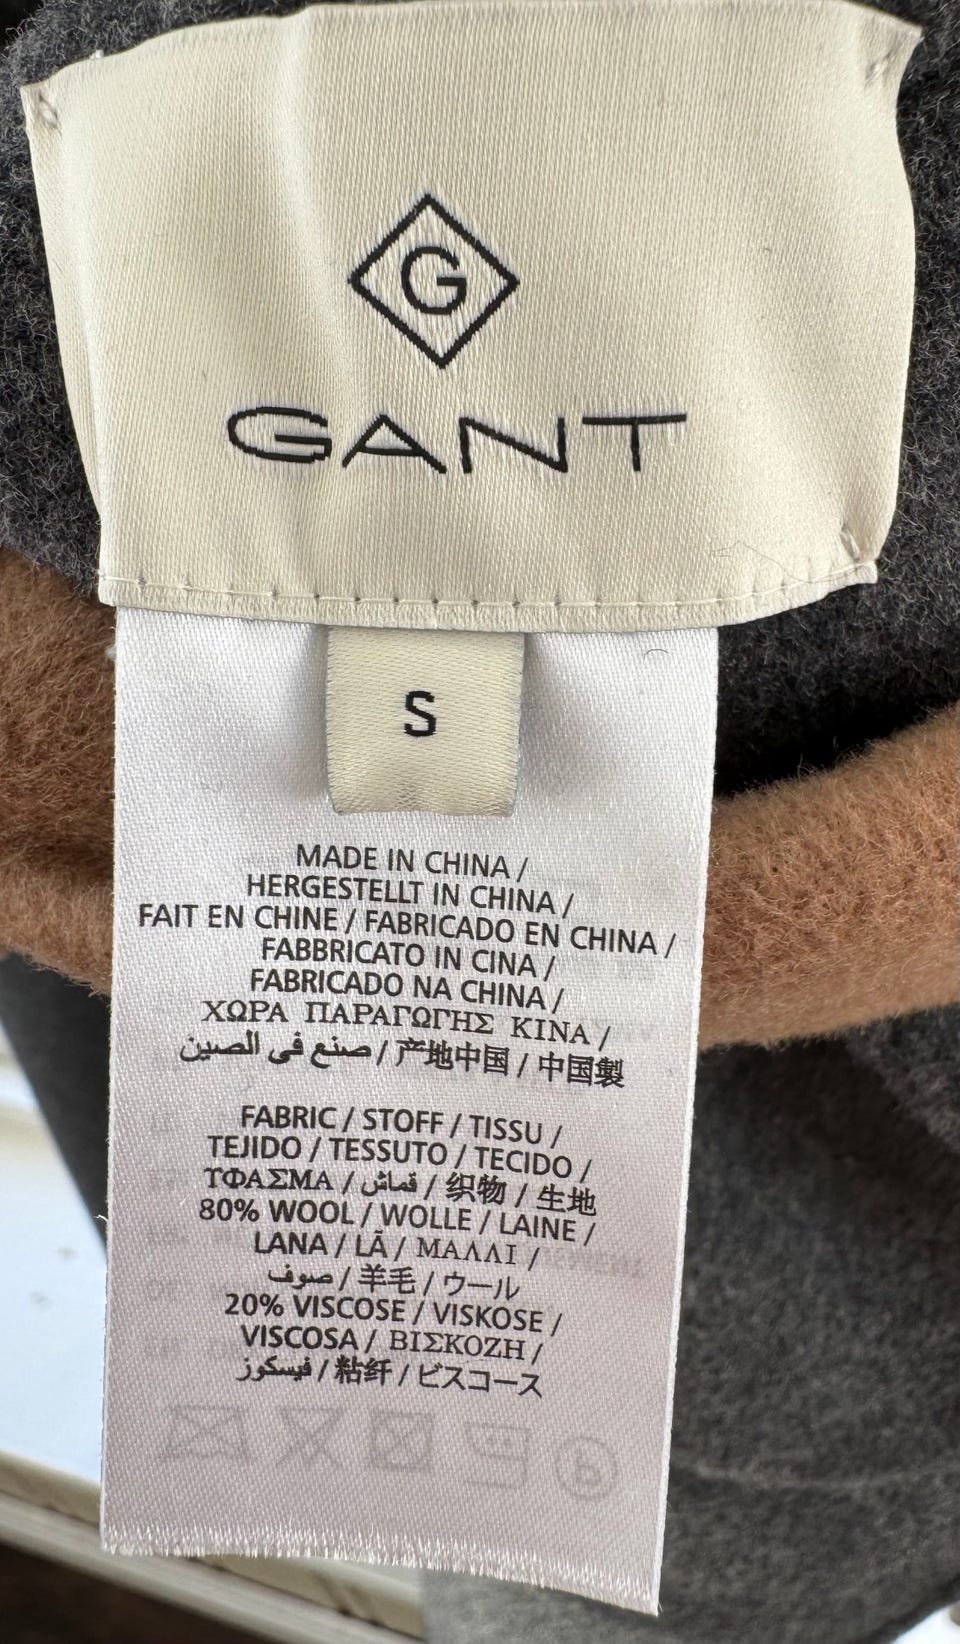 G
GANT
S
MADE IN CHINA /
HERGESTELLT IN CHINA /
FAIT EN CHINE / FABRICADO EN CHINA /
FABBRICATO IN CINA /
FABRICADO NA CHINA /
ΧΩΡΑ ΠΑΡΑΓΩΓΗΣ ΚΙΝΑ /
صنع في الصين / 产地中国 / 中国製
FABRIC / STOFF / TISSU /
TEJIDO / TESSUTO / TECIDO /
ΥΦΑΣΜΑ / قماش / 织物 / 生地
80% WOOL / WOLLE / LAINE /
LANA / LÃ / ΜΑΛΛΙ /
صوف / 羊毛 / ウール
20% VISCOSE / VISKOSE /
VISCOSA / ΒΙΣΚΟΖΗ /
فيسكوز / 粘纤 / ビスコース
P